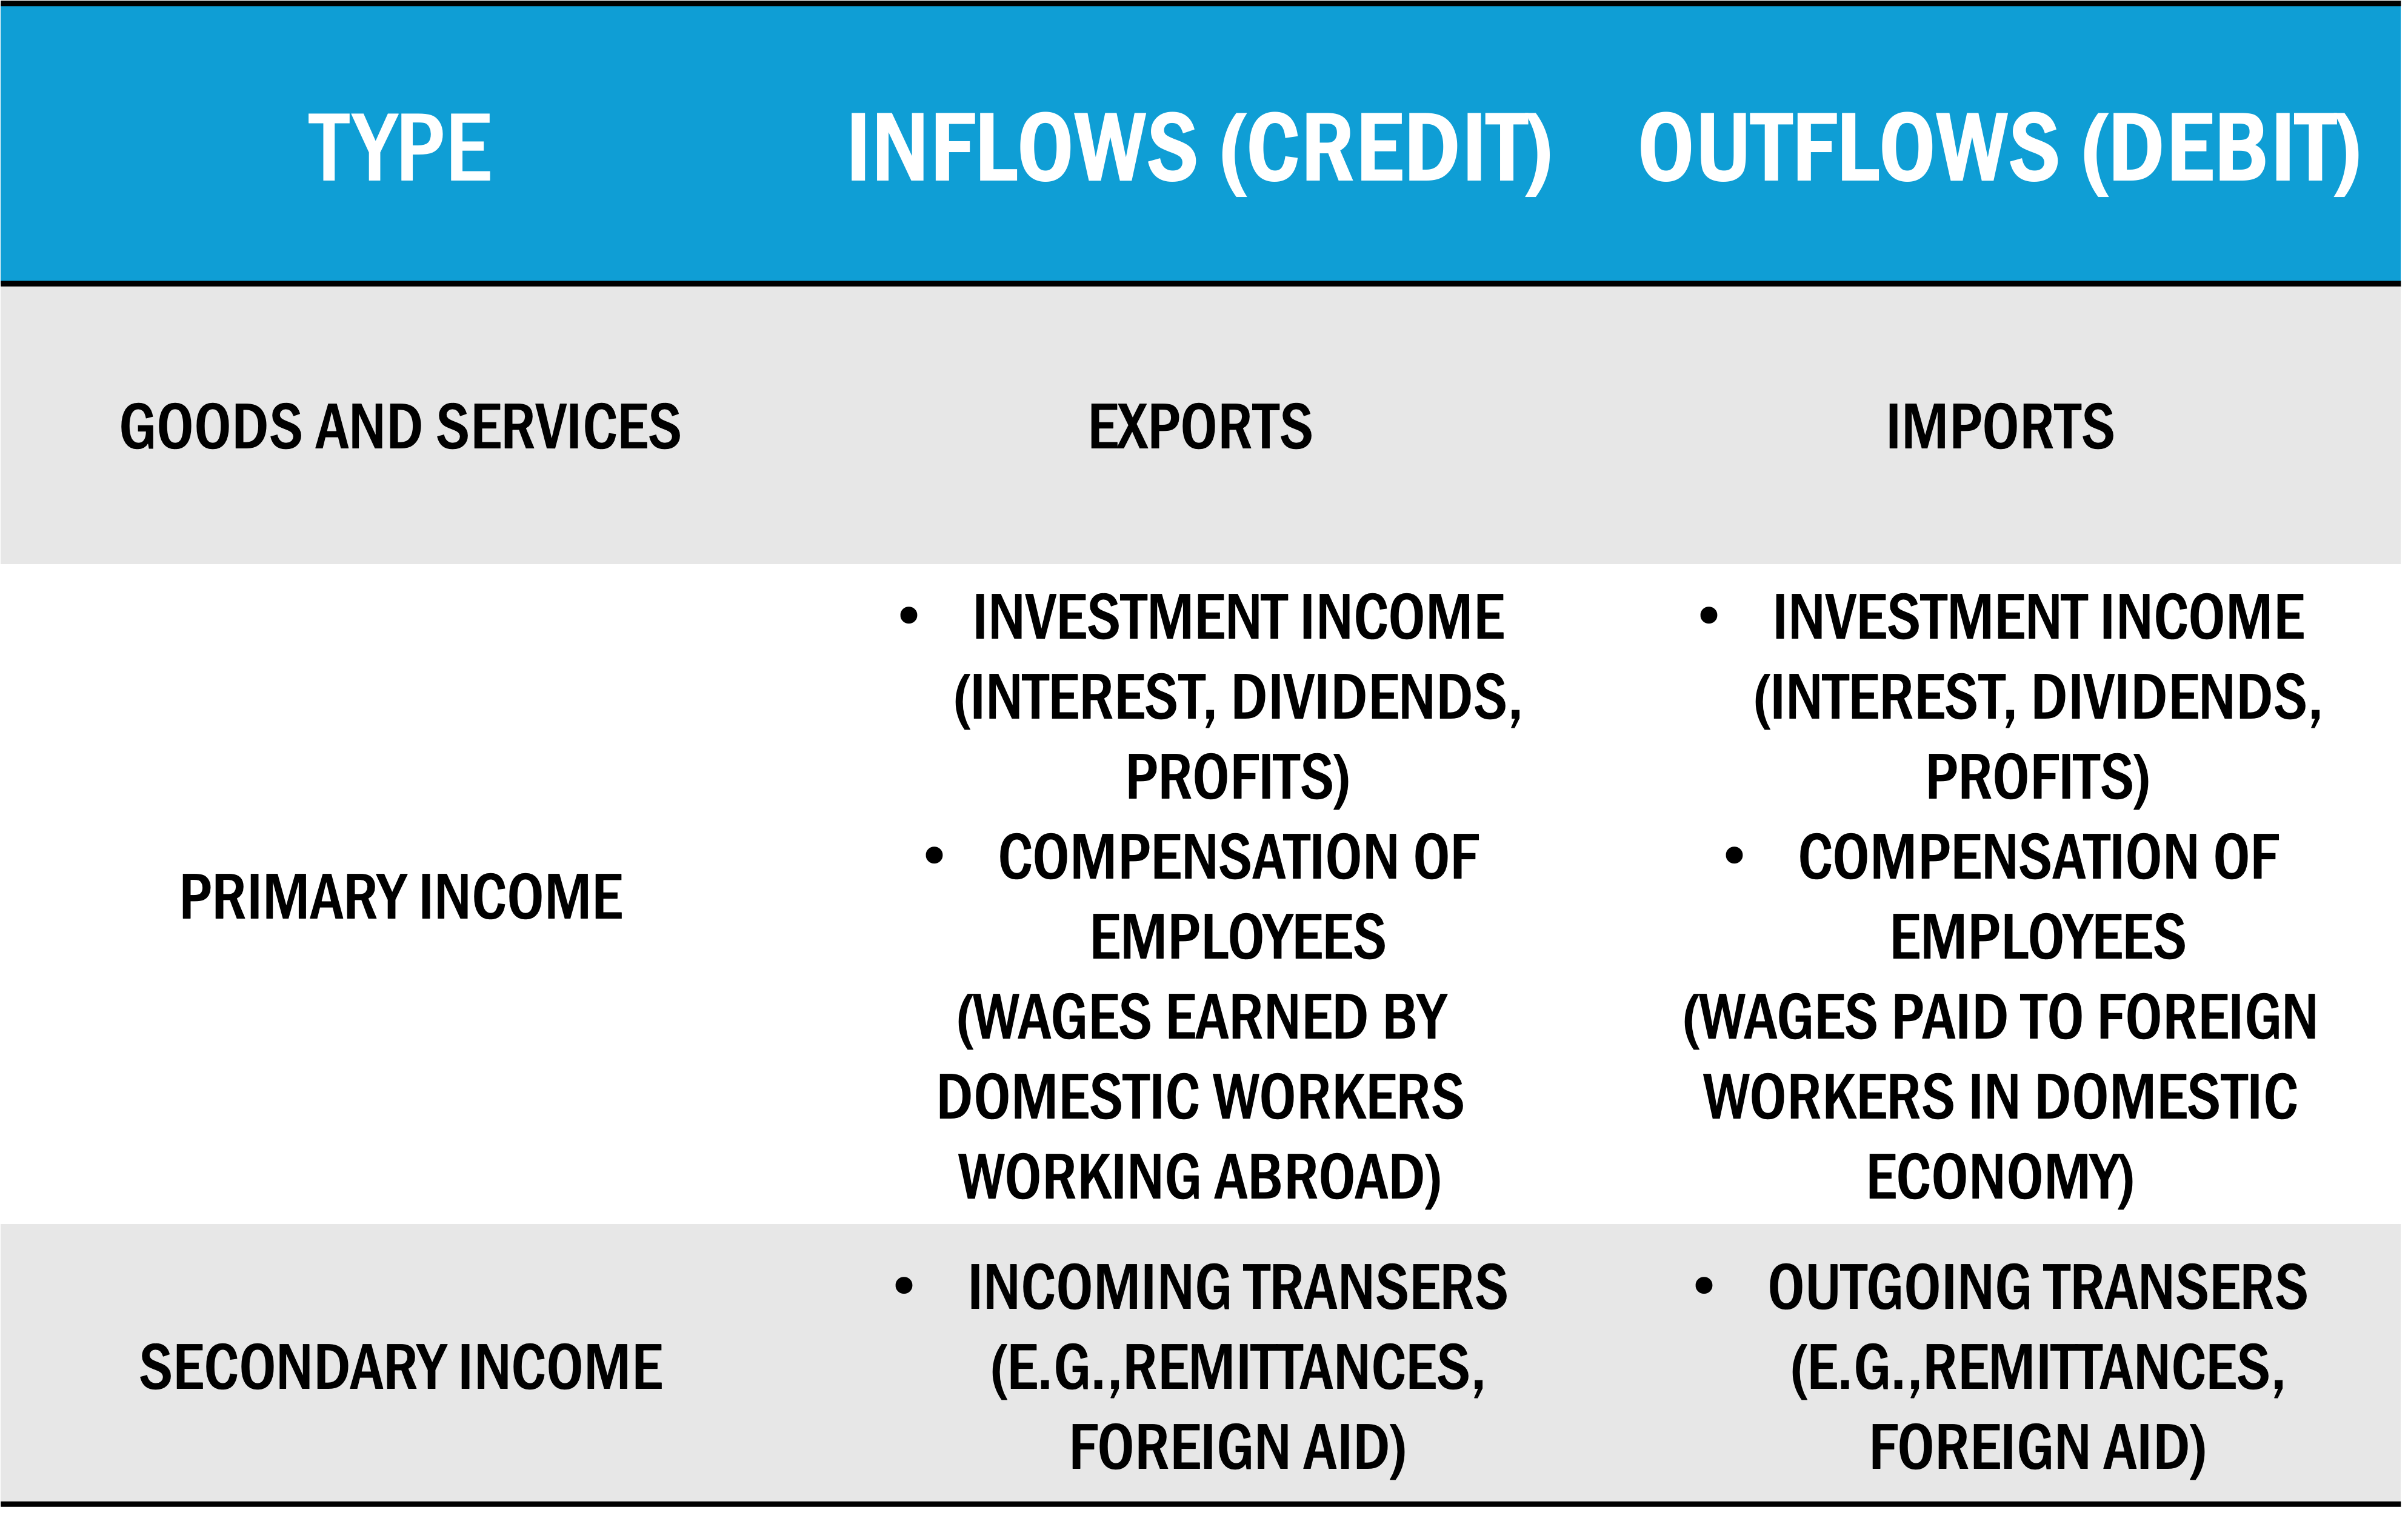 TYPE
INFLOWS (CREDIT)
OUTFLOWS (DEBIT)
GOODS AND SERVICES
EXPORTS
IMPORTS
PRIMARY INCOME
• INVESTMENT INCOME
(INTEREST, DIVIDENDS,
PROFITS)
• COMPENSATION OF
EMPLOYEES
(WAGES EARNED BY
DOMESTIC WORKERS
WORKING ABROAD)
• INVESTMENT INCOME
(INTEREST, DIVIDENDS,
PROFITS)
• COMPENSATION OF
EMPLOYEES
(WAGES PAID TO FOREIGN
WORKERS IN DOMESTIC
ECONOMY)
SECONDARY INCOME
• INCOMING TRANSERS
(E.G.,REMITTANCES,
FOREIGN AID)
• OUTGOING TRANSERS
(E.G.,REMITTANCES,
FOREIGN AID)